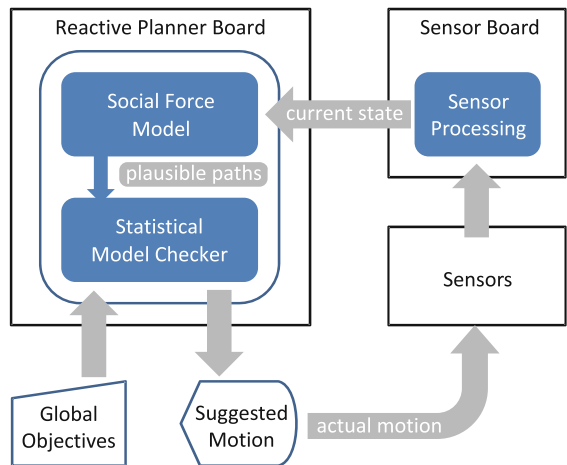 Reactive Planner Board
Social Force
Model
plausible paths
Statistical
Model Checker
Sensor Board
Sensor
Processing
current state
Sensors
Global
Objectives
Suggested
Motion
actual motion